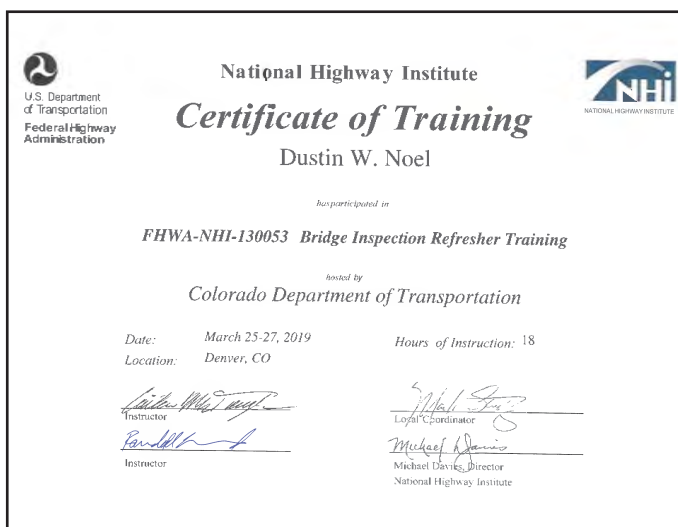 U.S. Department
of Transportation
Federal Highway
Administration
National Highway Institute
NHi
NATIONAL HIGHWAY INSTITUTE
Certificate of Training
Dustin W. Noel
has participated in
FHWA-NHI-130053 Bridge Inspection Refresher Training
hosted by
Colorado Department of Transportation
Date: March 25-27, 2019
Hours of Instruction: 18
Location: Denver, CO
Instructor
Local Coordinator
Instructor
Michael Davies, Director
National Highway Institute